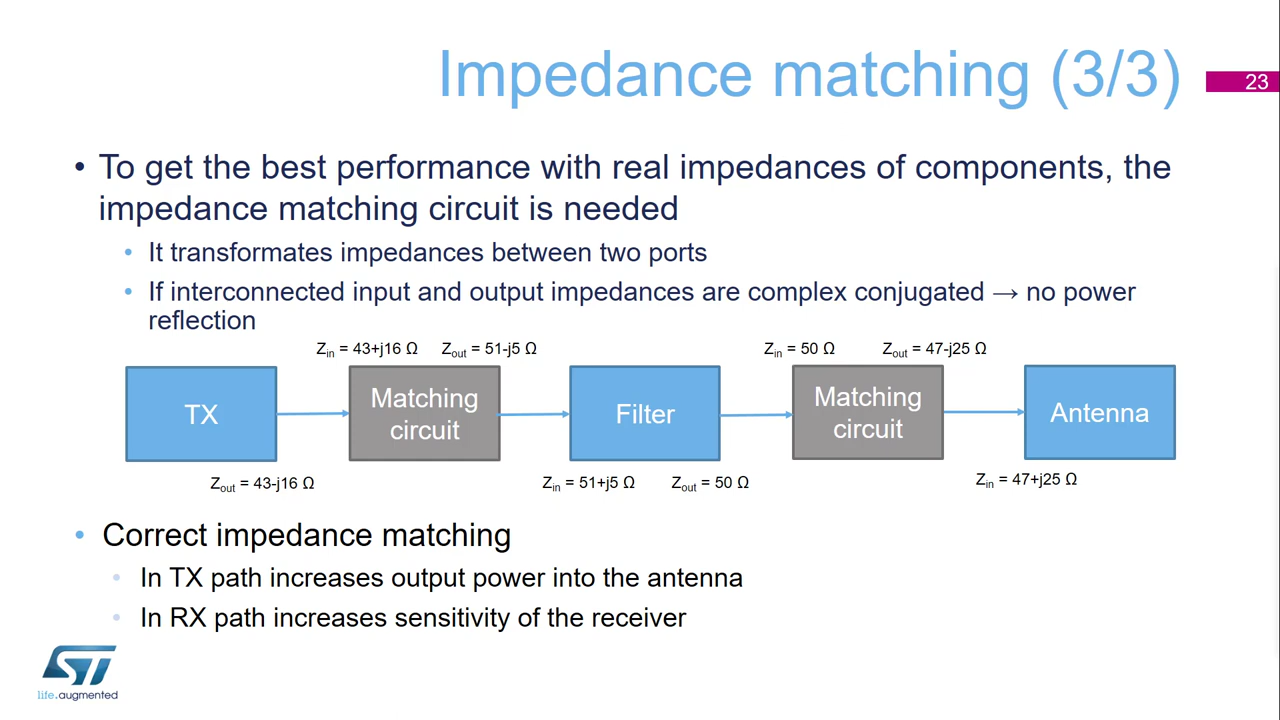 Impedance matching (3/3)
23
• To get the best performance with real impedances of components, the
impedance matching circuit is needed
• It transformates impedances between two ports
• If interconnected input and output impedances are complex conjugated → no power
reflection
Zin = 43+j16 Ω
Zout = 51-j5 Ω
Zin = 50 Ω
Zout = 47-j25 Ω
TX
Matching
circuit
Filter
Matching
circuit
Antenna
Zout = 43-j16 Ω
Zin = 51+j5 Ω
Zout = 50 Ω
Zin = 47+j25 Ω
• Correct impedance matching
• In TX path increases output power into the antenna
• In RX path increases sensitivity of the receiver
ST
life.augmented